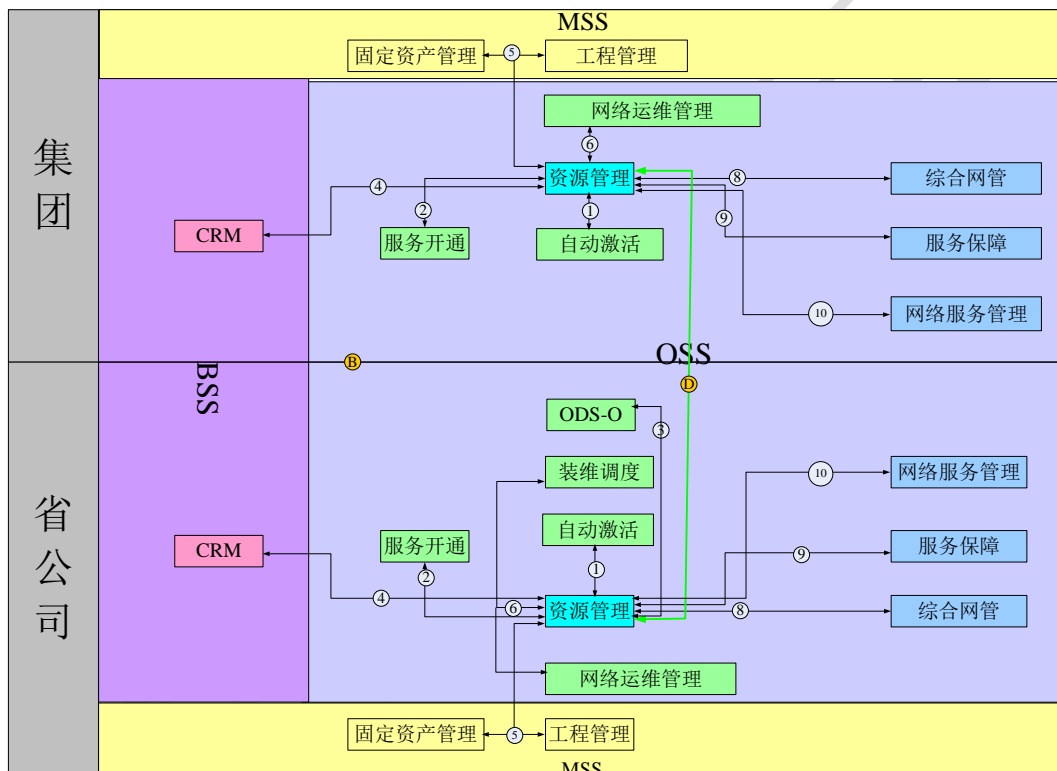 MSS
固定资产管理
⑤
工程管理
集团
网络运维管理
⑥
资源管理
④
②
①
⑧
综合网管
⑨
CRM
服务开通
自动激活
服务保障
⑩
网络服务管理
B
OSS
BSS
D
省公司
ODS-O
③
装维调度
⑩
网络服务管理
自动激活
CRM
服务开通
②
①
⑨
服务保障
④
⑥
资源管理
⑧
综合网管
网络运维管理
固定资产管理
⑤
工程管理
MSS